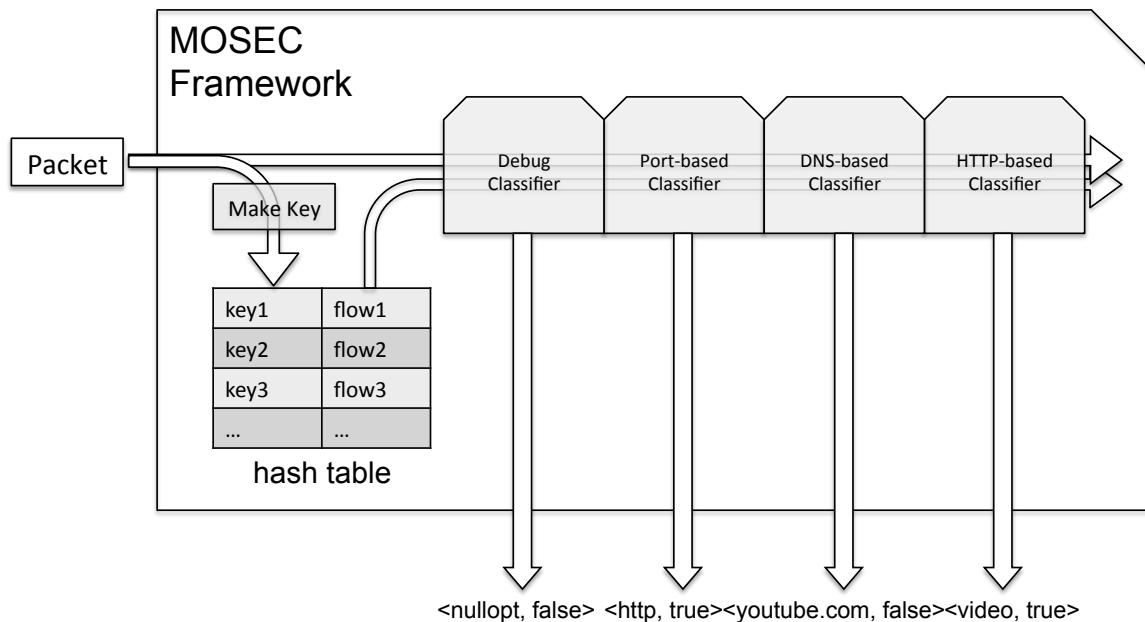 MOSEC
Framework
Packet
Make Key
Debug
Classifier
Port-based
Classifier
DNS-based
Classifier
HTTP-based
Classifier
key1 flow1
key2 flow2
key3 flow3
... ...
hash table
<nullopt, false> <http, true> <youtube.com, false> <video, true>